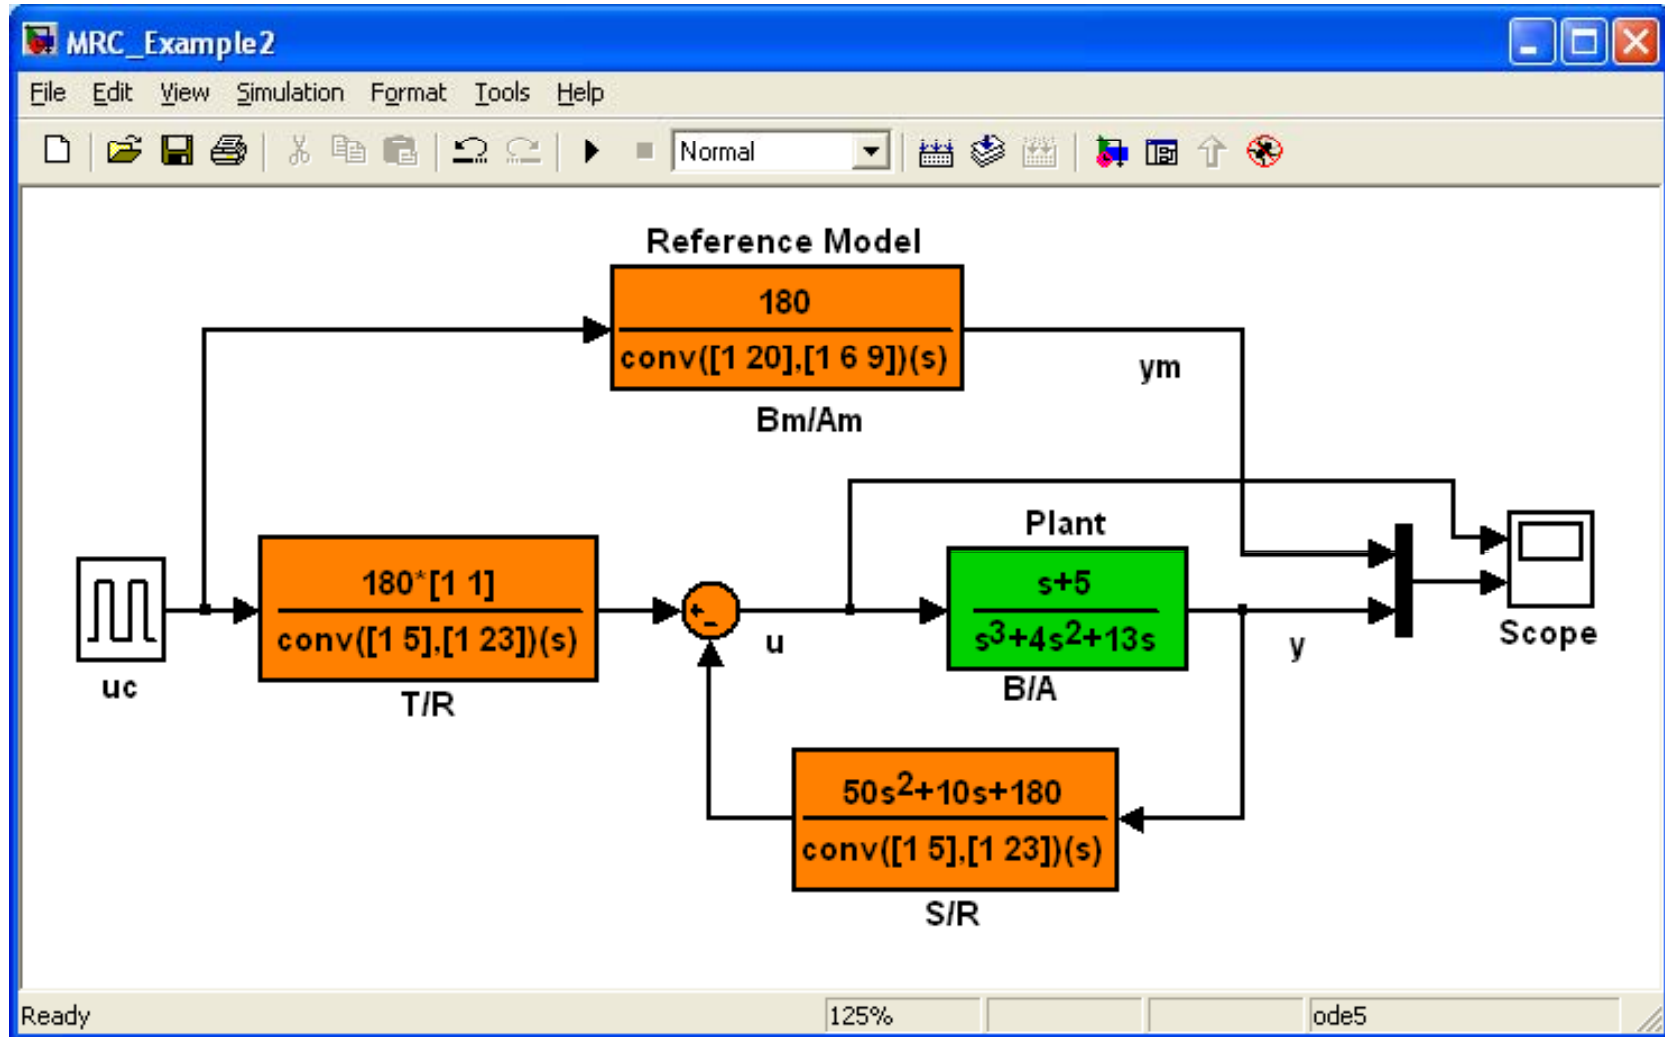 MRC_Example2
File Edit View Simulation Format Tools Help
Normal
Reference Model
180
conv([1 20],[1 6 9])(s)
Bm/Am
ym
Plant
180*[1 1]
conv([1 5],[1 23])(s)
T/R
uc
+
-
u
s+5
s3+4s2+13s
B/A
y
Scope
50s2+10s+180
conv([1 5],[1 23])(s)
S/R
Ready 125% ode5